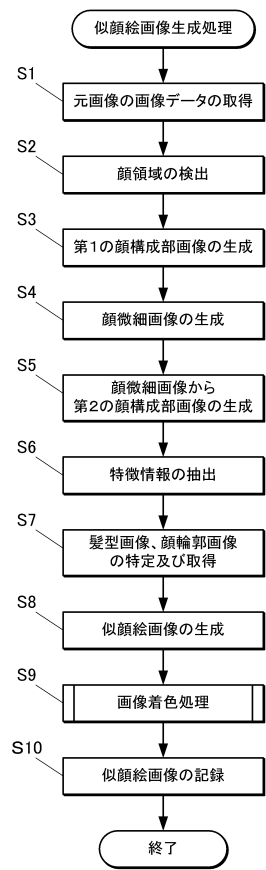 似顔絵画像生成処理
S1
元画像の画像データの取得
S2
顔領域の検出
S3
第1の顔構成部画像の生成
S4
顔微細画像の生成
S5
顔微細画像から
第2の顔構成部画像の生成
S6
特徴情報の抽出
S7
髪型画像、顔輪郭画像
の特定及び取得
S8
似顔絵画像の生成
S9
画像着色処理
S10
似顔絵画像の記録
終了